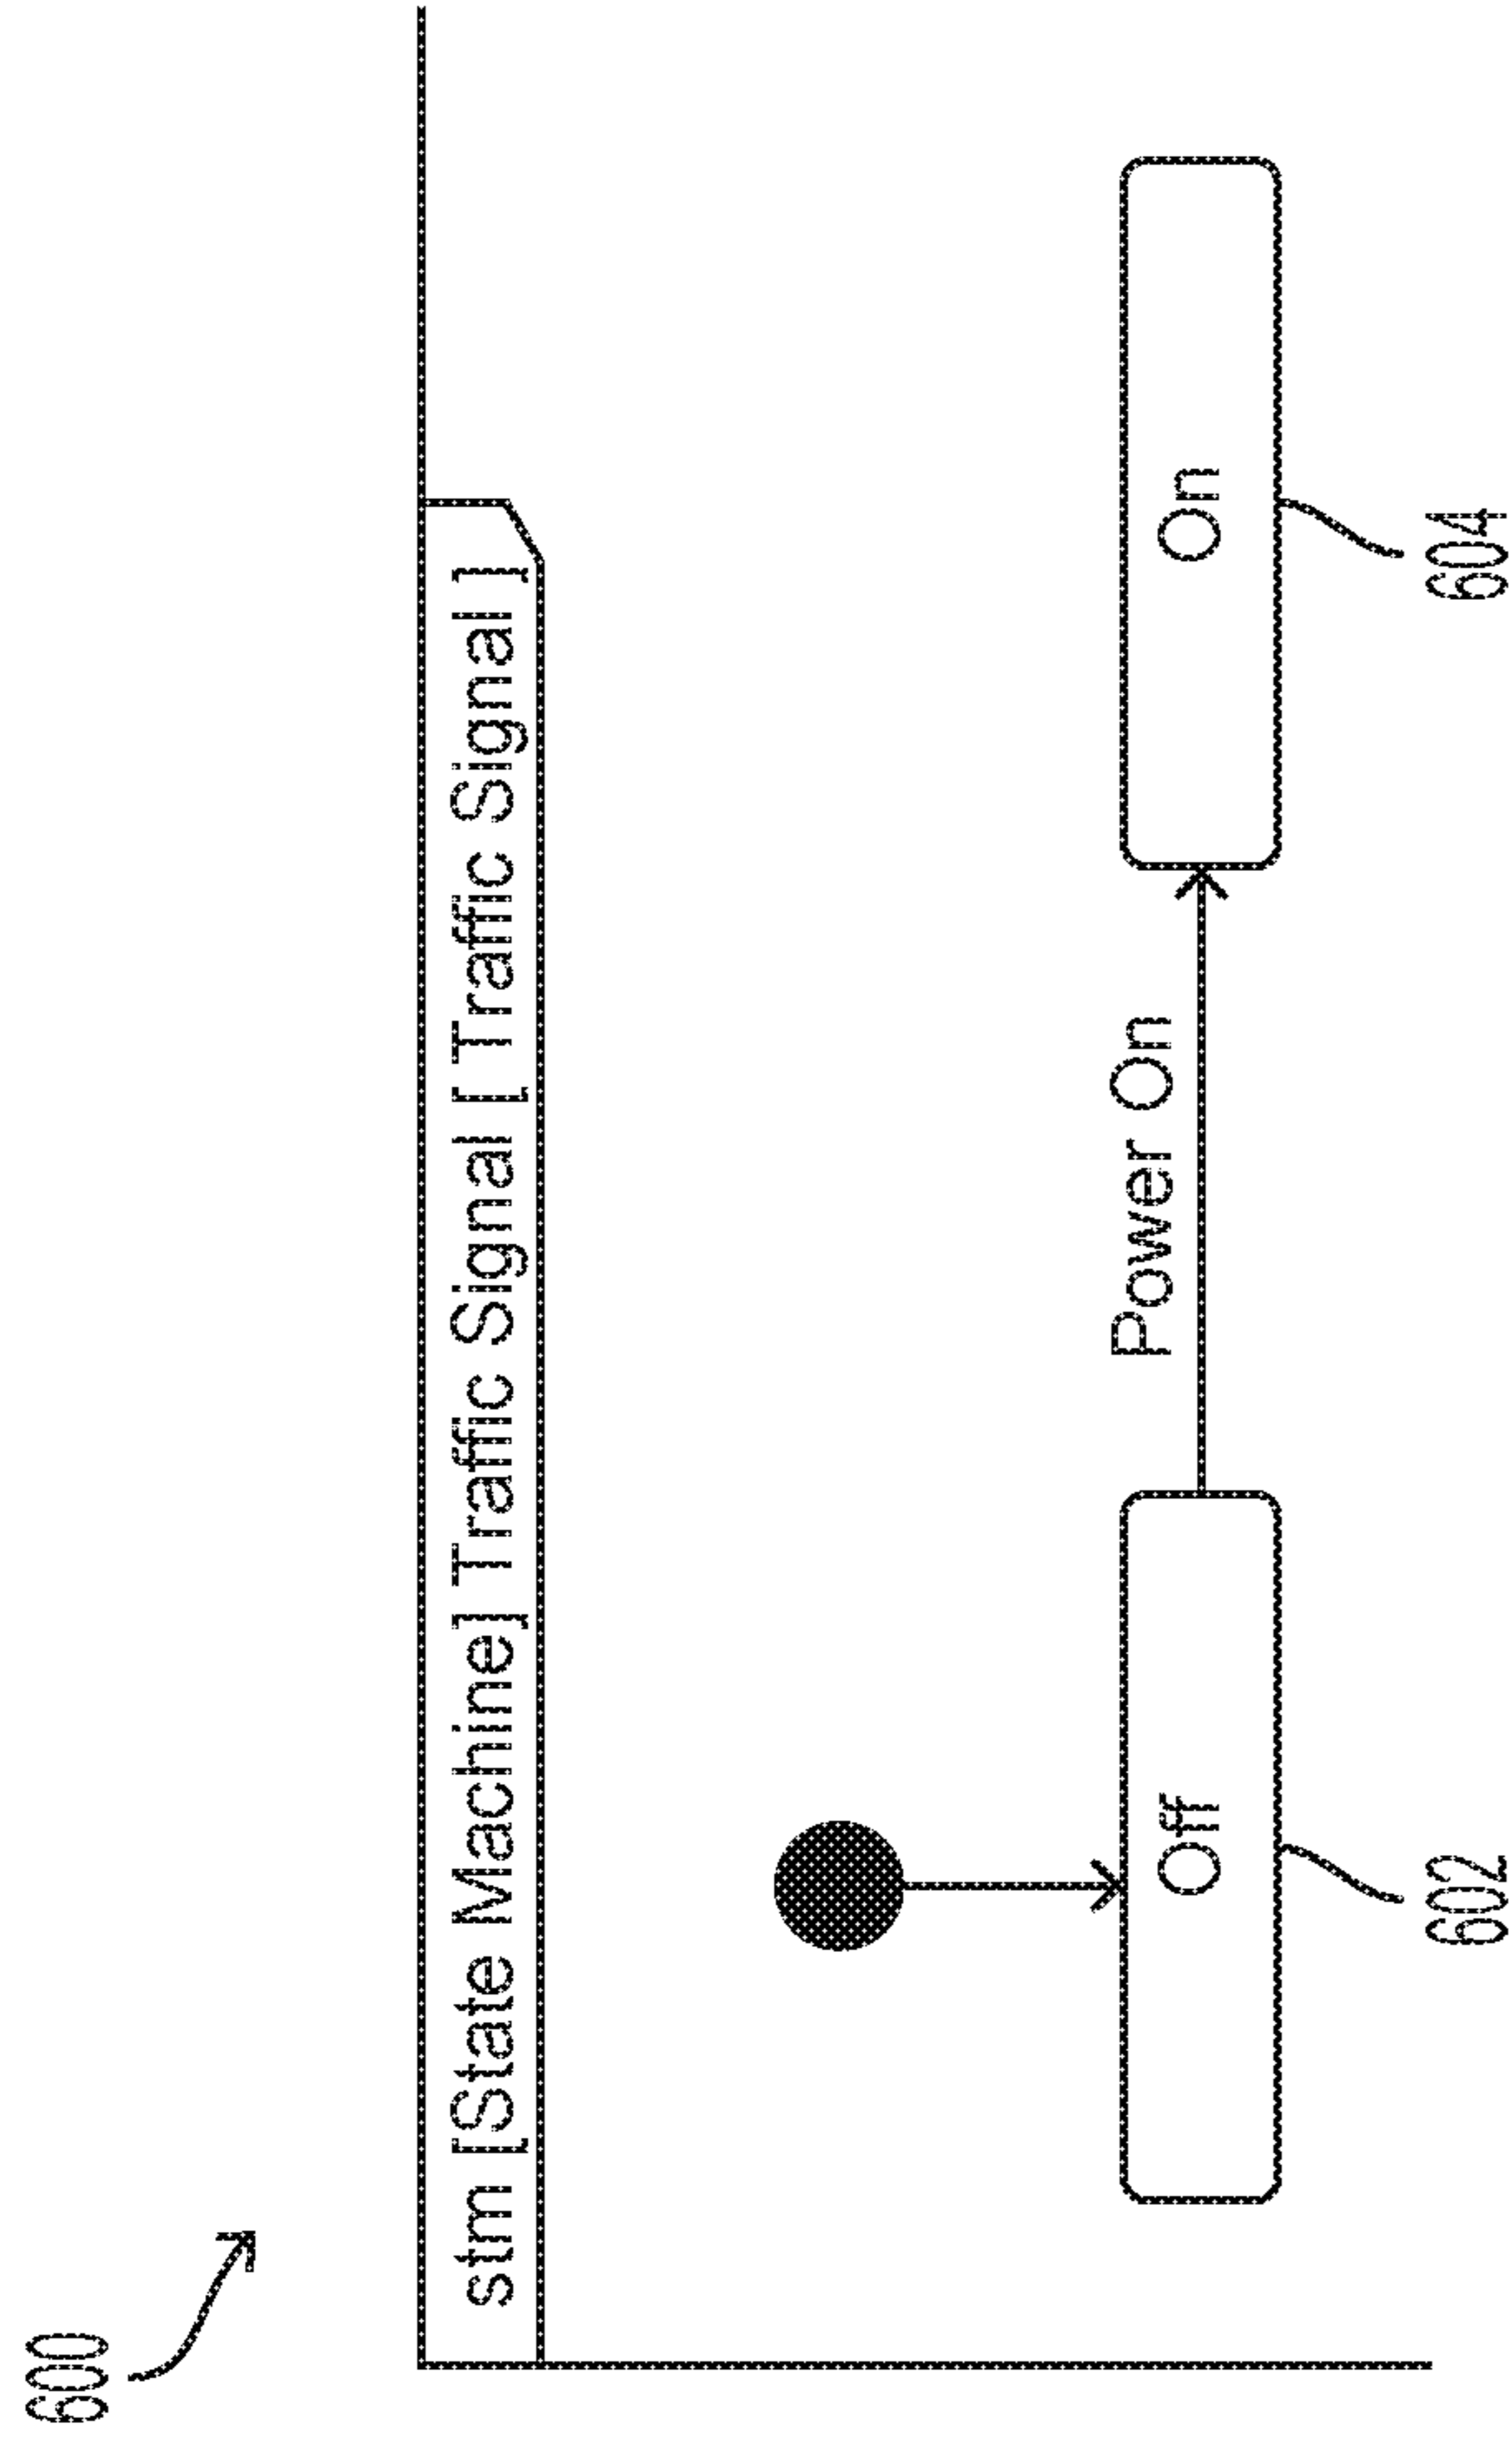 600
stm [State Machine] Traffic Signal [ Traffic Signal ]
Off
Power On
On
602
604